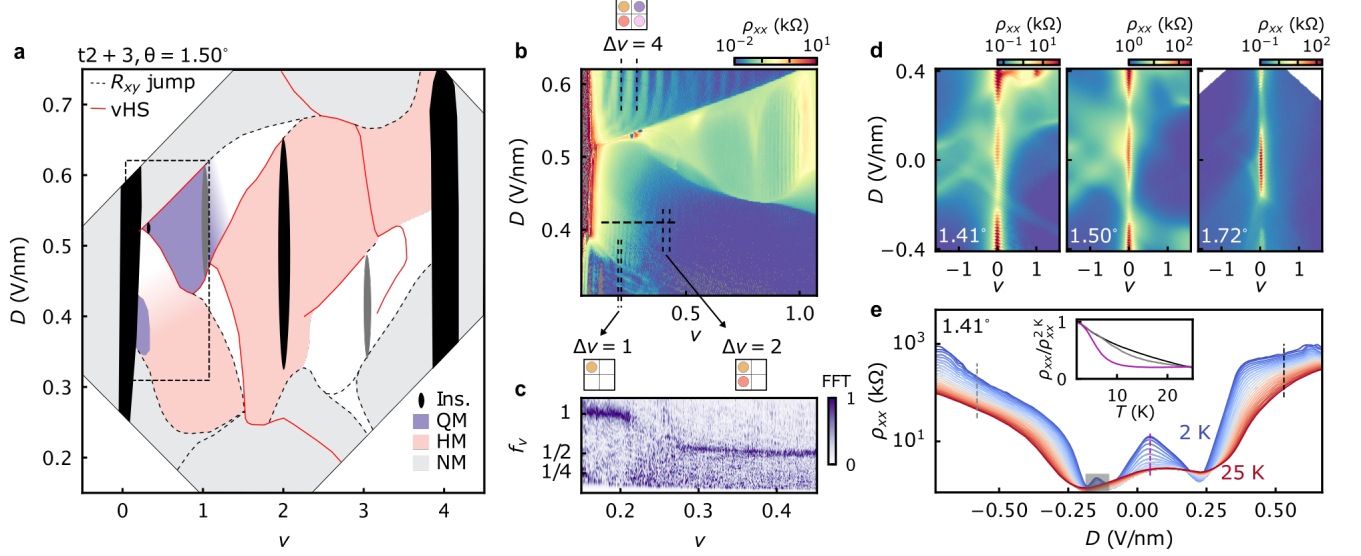 a
t2 + 3, θ = 1.50°
R_xy jump
vHS
Ins.
QM
HM
NM
0.7
0.6
0.5
0.4
0.3
0.2
D (V/nm)
0 1 2 3 4
ν
b
Δν = 4
ρ_xx (kΩ)
10^-2 10^1
0.6
0.5
0.4
D (V/nm)
0.5 1.0
ν
Δν = 1
Δν = 2
c
FFT
1
0
1
1/2
1/4
f_ν
0.2 0.3 0.4
ν
d
ρ_xx (kΩ) ρ_xx (kΩ) ρ_xx (kΩ)
10^-1 10^1 10^0 10^2 10^-1 10^2
0.4
0.0
−0.4
D (V/nm)
1.41° 1.50° 1.72°
−1 0 1 −1 0 1 −1 0 1
ν ν ν
e
1.41°
10^3
10^1
ρ_xx (kΩ)
1
0
ρ_xx/ρ_xx^2 K
10 20
T (K)
2 K
25 K
−0.50 −0.25 0.00 0.25 0.50
D (V/nm)